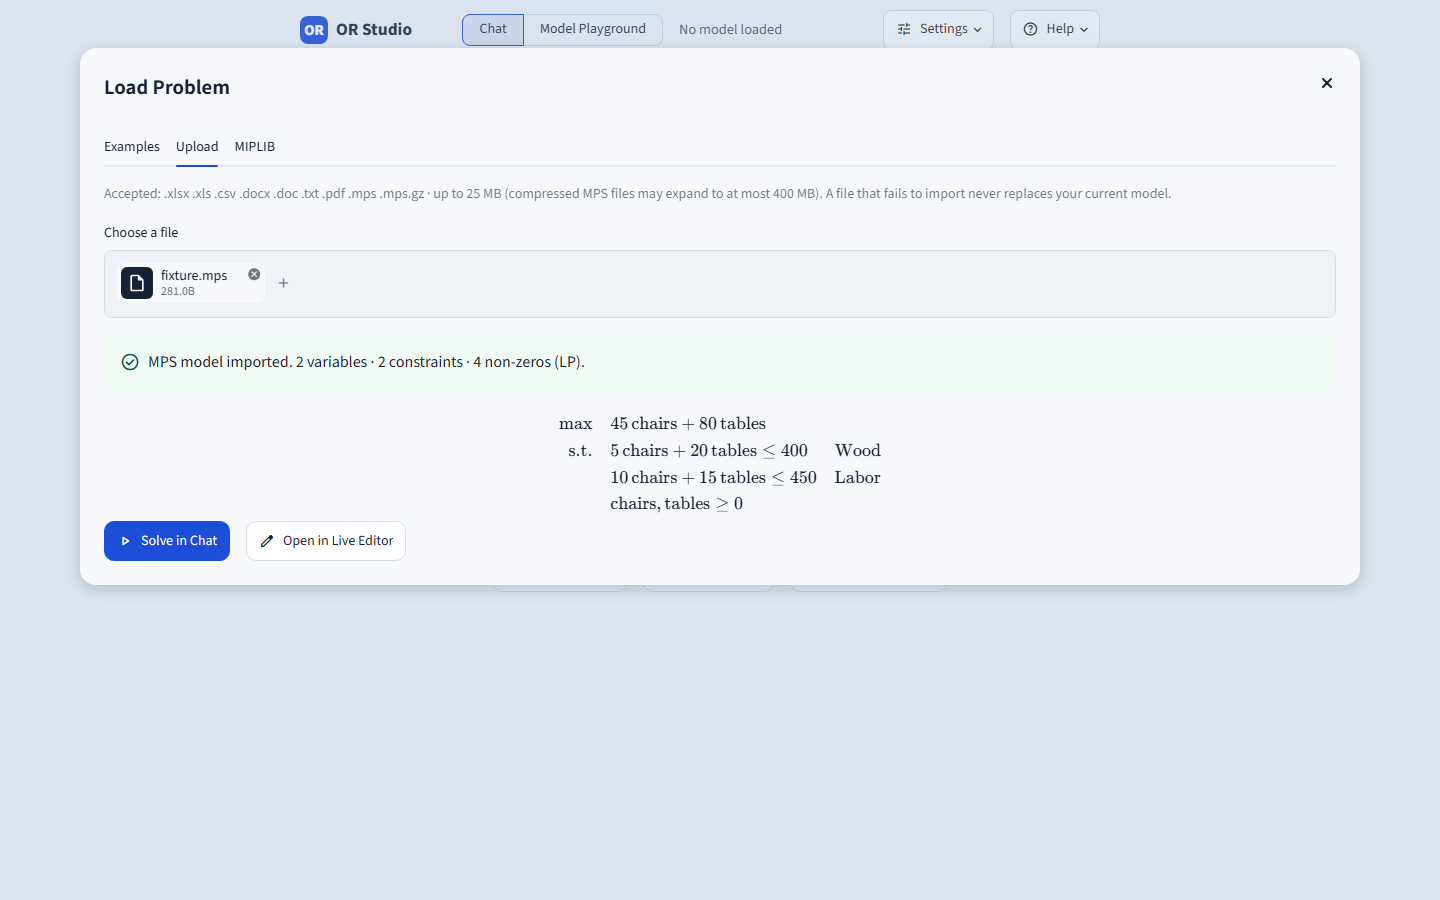 OR OR Studio Chat Model Playground No model loaded Settings Help
Load Problem
Examples Upload MIPLIB
Accepted: .xlsx .xls .csv .docx .doc .txt .pdf .mps .mps.gz · up to 25 MB (compressed MPS files may expand to at most 400 MB). A file that fails to import never replaces your current model.
Choose a file
fixture.mps
281.0B
MPS model imported. 2 variables · 2 constraints · 4 non-zeros (LP).
max 45 chairs + 80 tables
s.t. 5 chairs + 20 tables ≤ 400 Wood
10 chairs + 15 tables ≤ 450 Labor
chairs, tables ≥ 0
Solve in Chat Open in Live Editor